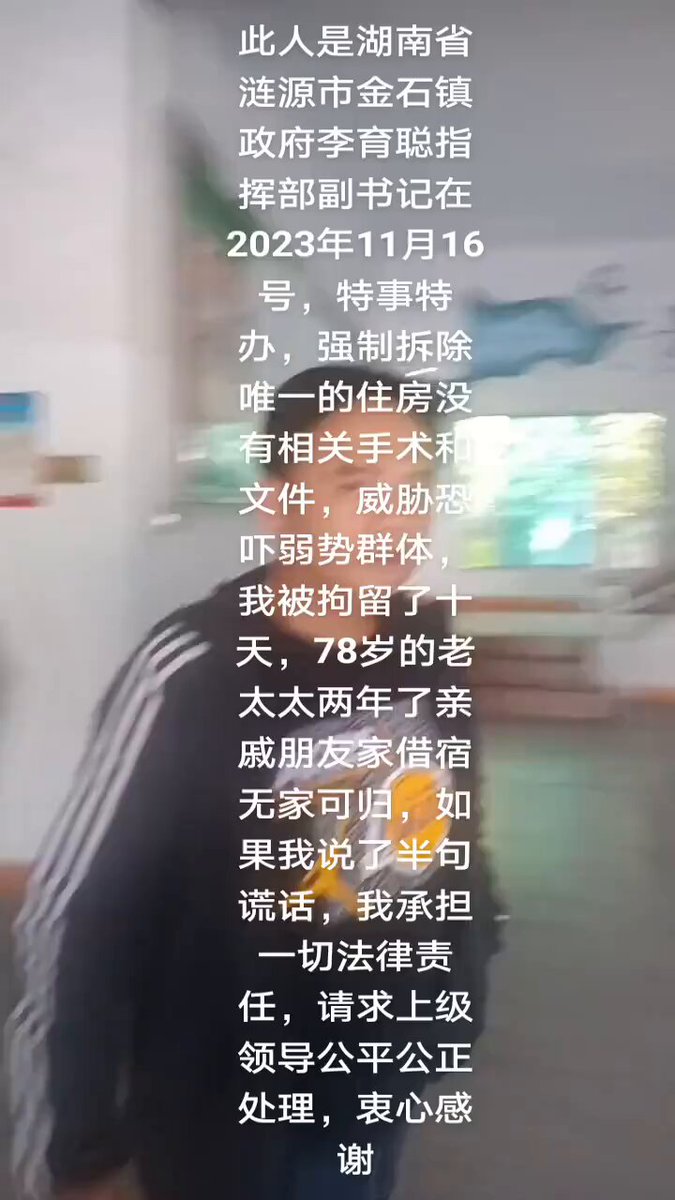 此人是湖南省
涟源市金石镇
政府李育聪指
挥部副书记在
2023年11月16
号，特事特
办，强制拆除
唯一的住房没
有相关手术和
文件，威胁恐
吓弱势群体，
我被拘留了十
天，78岁的老
太太两年了亲
戚朋友家借宿
无家可归，如
果我说了半句
谎话，我承担
一切法律责
任，请求上级
领导公平公正
处理，衷心感
谢